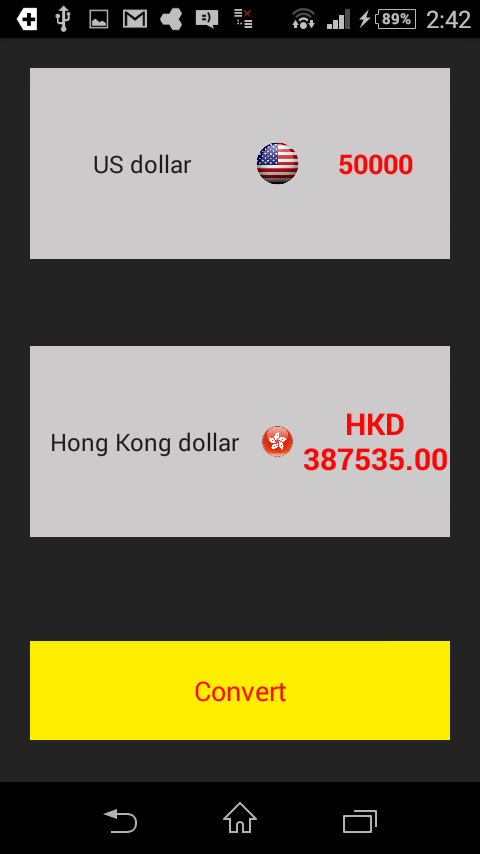 89% 2:42
US dollar 50000
HKD
Hong Kong dollar
387535.00
Convert